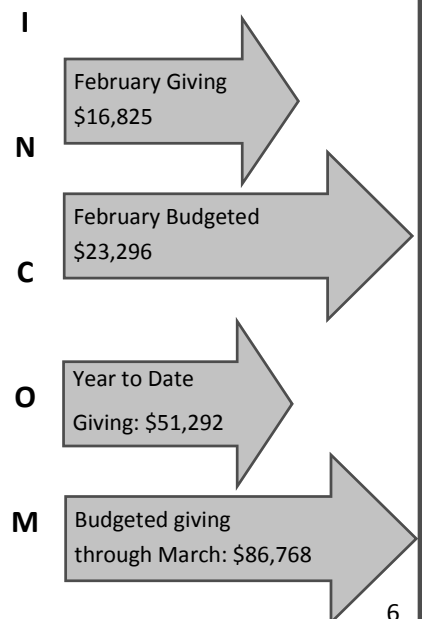 I
February Giving
$16,825
N
February Budgeted
$23,296
C
Year to Date
O
Giving: $51,292
M
Budgeted giving
through March: $86,768
6